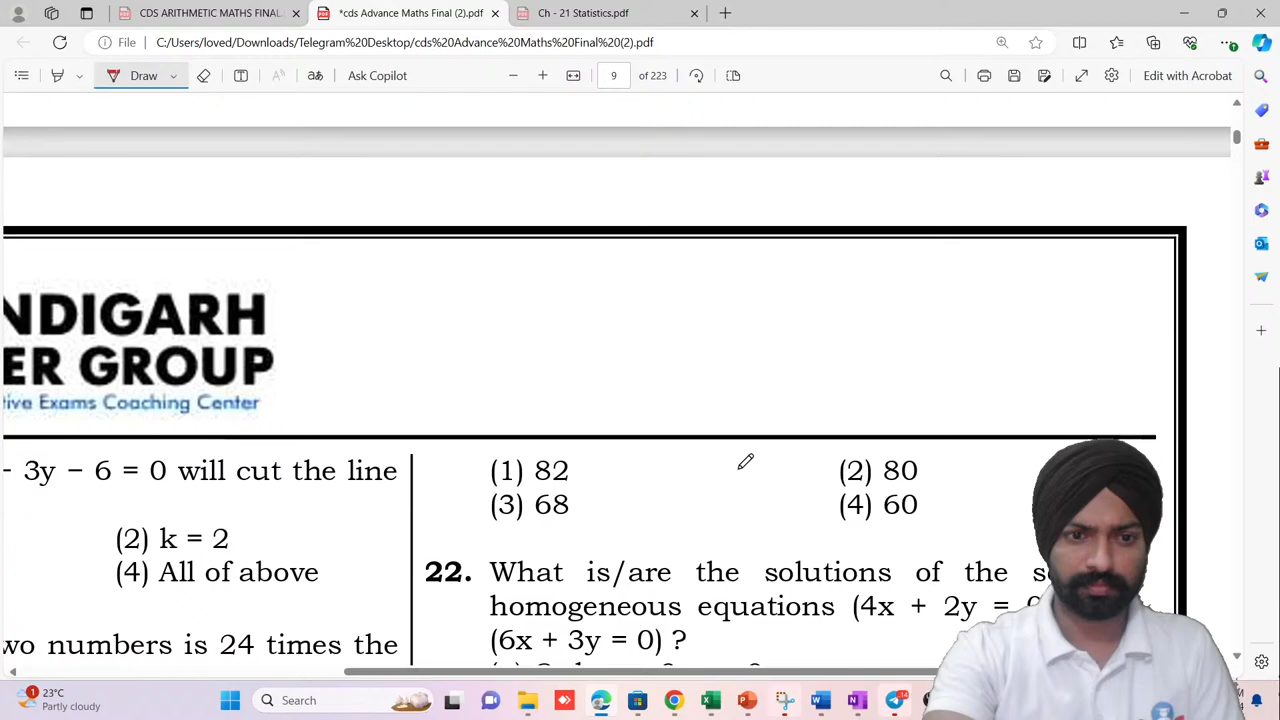 CDS ARITHMETIC MATHS FINAL
*cds Advance Maths Final (2).pdf
Ch - 21 Statistics.pdf
File
C:/Users/loved/Downloads/Telegram%20Desktop/cds%20Advance%20Maths%20Final%20(2).pdf
Draw
Ask Copilot
9 of 223
Edit with Acrobat
NDIGARH
ER GROUP
tive Exams Coaching Center
- 3y − 6 = 0 will cut the line
(2) k = 2
(4) All of above
wo numbers is 24 times the
(1) 82
(2) 80
(3) 68
(4) 60
22. What is/are the solutions of the
homogeneous equations (4x + 2y =
(6x + 3y = 0) ?
23°C
Partly cloudy
Search